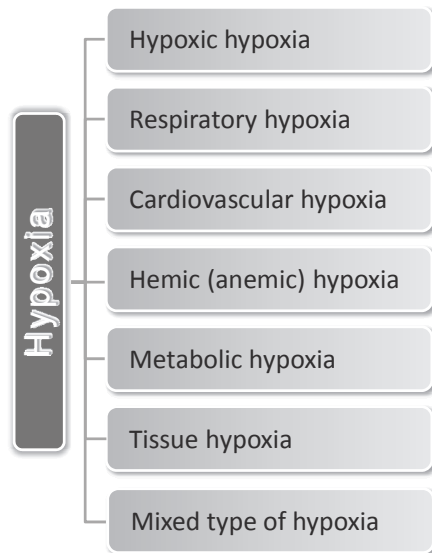 Hypoxia
Hypoxic hypoxia
Respiratory hypoxia
Cardiovascular hypoxia
Hemic (anemic) hypoxia
Metabolic hypoxia
Tissue hypoxia
Mixed type of hypoxia